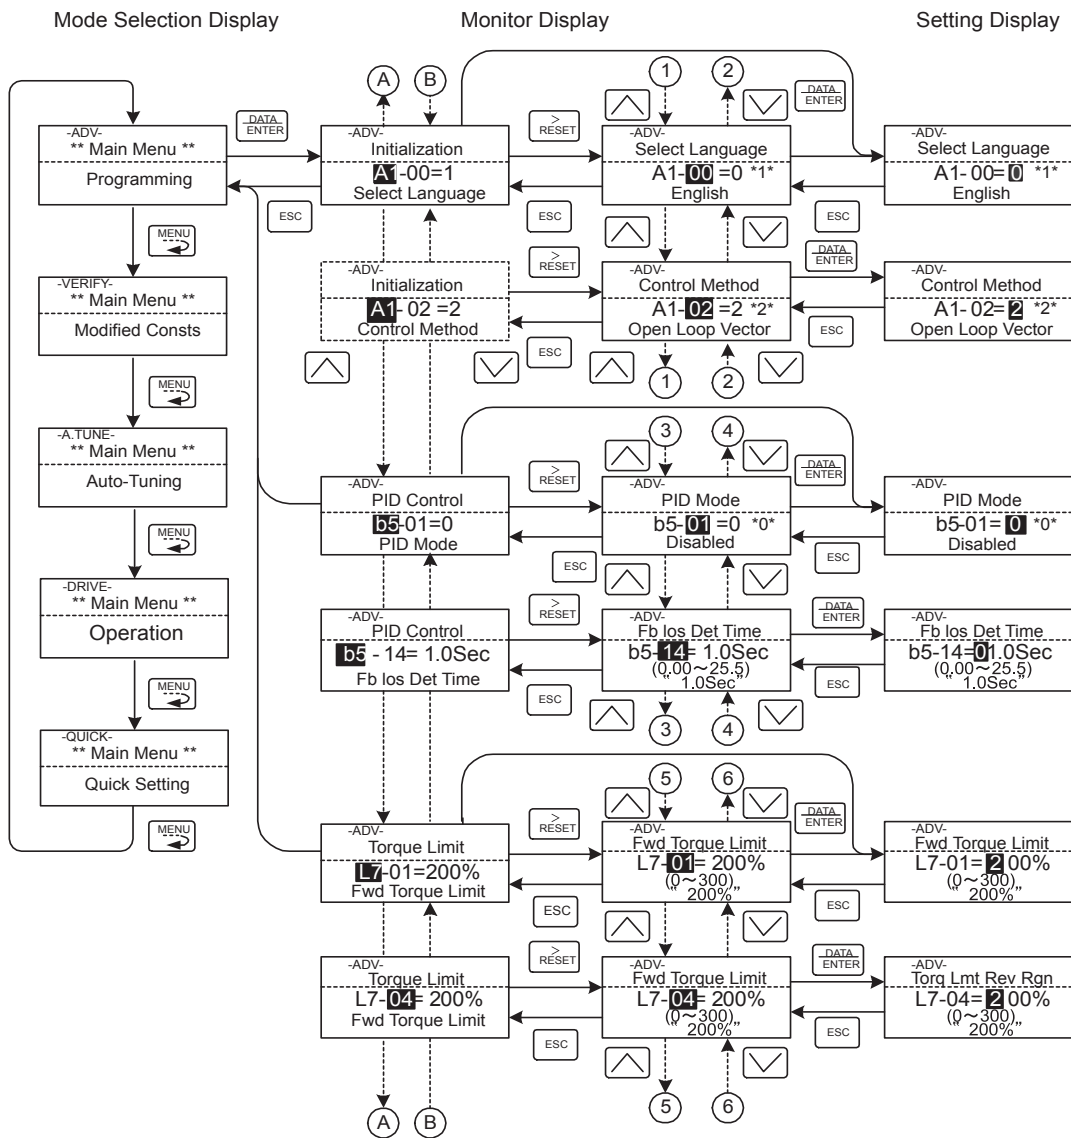 Mode Selection Display
Monitor Display
Setting Display
A
B
1
2
DATA
ENTER
-ADV-
** Main Menu **
Programming
DATA
ENTER
-ADV-
Initialization
A1-00=1
Select Language
>
RESET
-ADV-
Select Language
A1-00=0 *1*
English
-ADV-
Select Language
A1-00=0 *1*
English
ESC
ESC
ESC
MENU
-VERIFY-
** Main Menu **
Modified Consts
-ADV-
Initialization
A1-02 =2
Control Method
>
RESET
-ADV-
Control Method
A1-02=2 *2*
Open Loop Vector
DATA
ENTER
-ADV-
Control Method
A1-02=2 *2*
Open Loop Vector
ESC
ESC
1
2
MENU
-A.TUNE-
** Main Menu **
Auto-Tuning
3
4
DATA
ENTER
-ADV-
PID Control
b5-01=0
PID Mode
>
RESET
-ADV-
PID Mode
b5-01=0 *0*
Disabled
-ADV-
PID Mode
b5-01= 0 *0*
Disabled
ESC
ESC
MENU
-DRIVE-
** Main Menu **
Operation
-ADV-
PID Control
b5 - 14= 1.0Sec
Fb los Det Time
>
RESET
-ADV-
Fb los Det Time
b5-14= 1.0Sec
(0.00～25.5)
“ 1.0Sec”
DATA
ENTER
-ADV-
Fb los Det Time
b5-14=01.0Sec
(0.00～25.5)
“ 1.0Sec”
ESC
ESC
3
4
MENU
-QUICK-
** Main Menu **
Quick Setting
MENU
5
6
DATA
ENTER
-ADV-
Torque Limit
L7-01=200%
Fwd Torque Limit
>
RESET
-ADV-
Fwd Torque Limit
L7-01= 200%
(0～300)
“ 200%”
-ADV-
Fwd Torque Limit
L7-01= 200%
(0～300)
“ 200%”
ESC
ESC
-ADV-
Torque Limit
L7-04= 200%
Fwd Torque Limit
>
RESET
-ADV-
Fwd Torque Limit
L7-04= 200%
(0～300)
“ 200%”
DATA
ENTER
-ADV-
Torq Lmt Rev Rgn
L7-04= 200%
(0～300)
“ 200%”
ESC
ESC
A
B
5
6